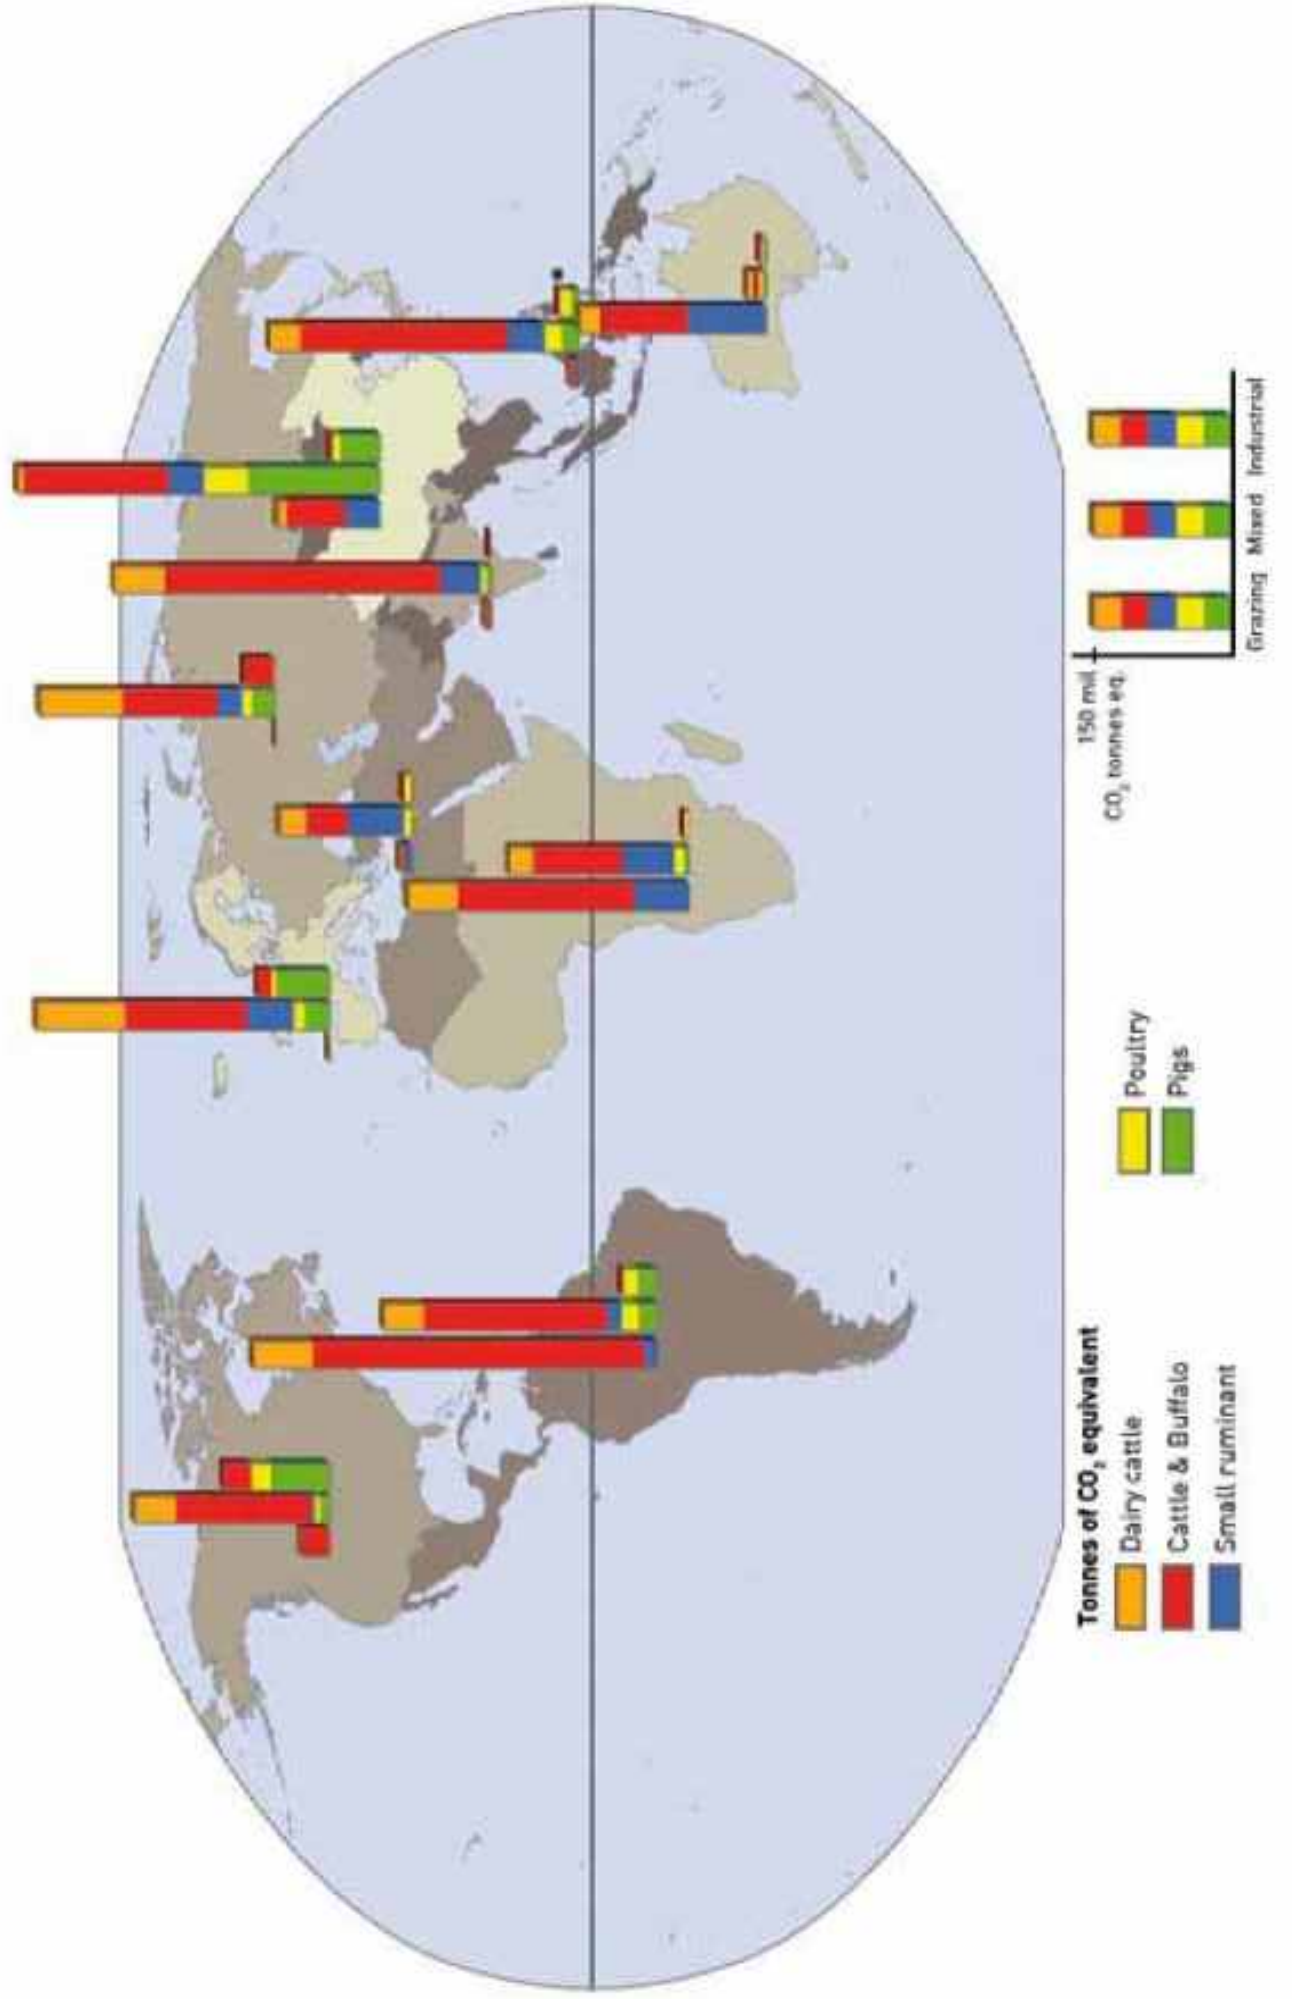 Tonnes of CO₂ equivalent
Dairy cattle
Cattle & Buffalo
Small ruminant
Poultry
Pigs
150 mil.
CO₂ tonnes eq.
Grazing Mixed Industrial